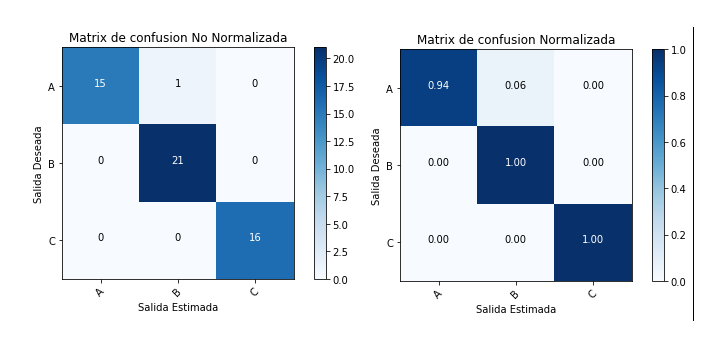 Matrix de confusion No Normalizada
A 15 1 0
B 0 21 0
C 0 0 16
A B C
Salida Deseada
Salida Estimada
20.0
17.5
15.0
12.5
10.0
7.5
5.0
2.5
0.0
Matrix de confusion Normalizada
A 0.94 0.06 0.00
B 0.00 1.00 0.00
C 0.00 0.00 1.00
A B C
Salida Deseada
Salida Estimada
1.0
0.8
0.6
0.4
0.2
0.0